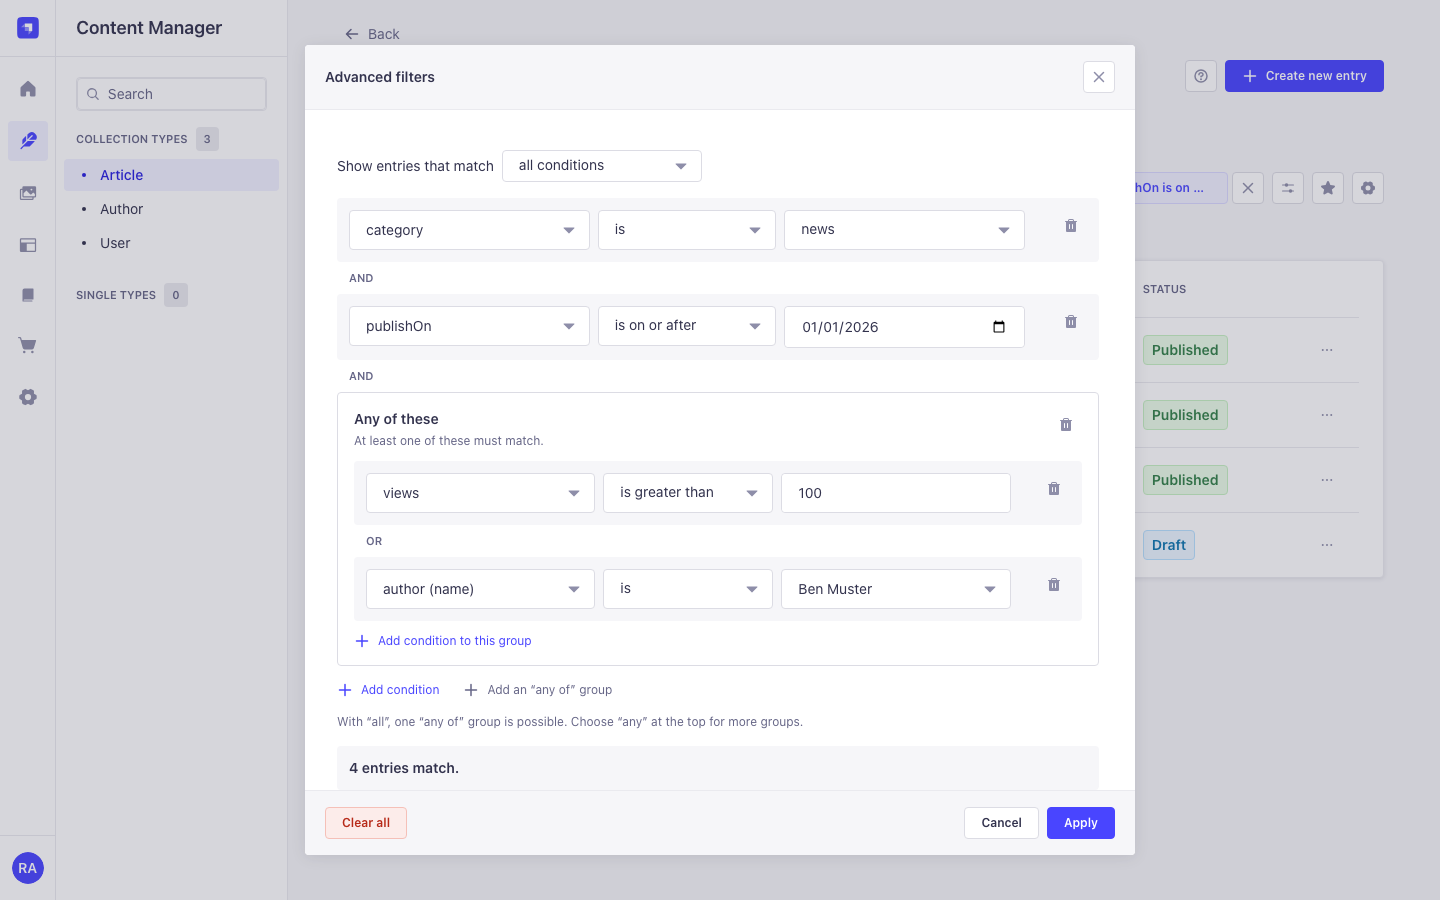 Content Manager
Search
COLLECTION TYPES 3
Article
Author
User
SINGLE TYPES 0
RA
Back
Create new entry
hOn is on ...
STATUS
Published
Published
Published
Draft
Advanced filters
Show entries that match all conditions
category is news
AND
publishOn is on or after 01/01/2026
AND
Any of these
At least one of these must match.
views is greater than 100
OR
author (name) is Ben Muster
Add condition to this group
Add condition Add an “any of” group
With “all”, one “any of” group is possible. Choose “any” at the top for more groups.
4 entries match.
Clear all Cancel Apply